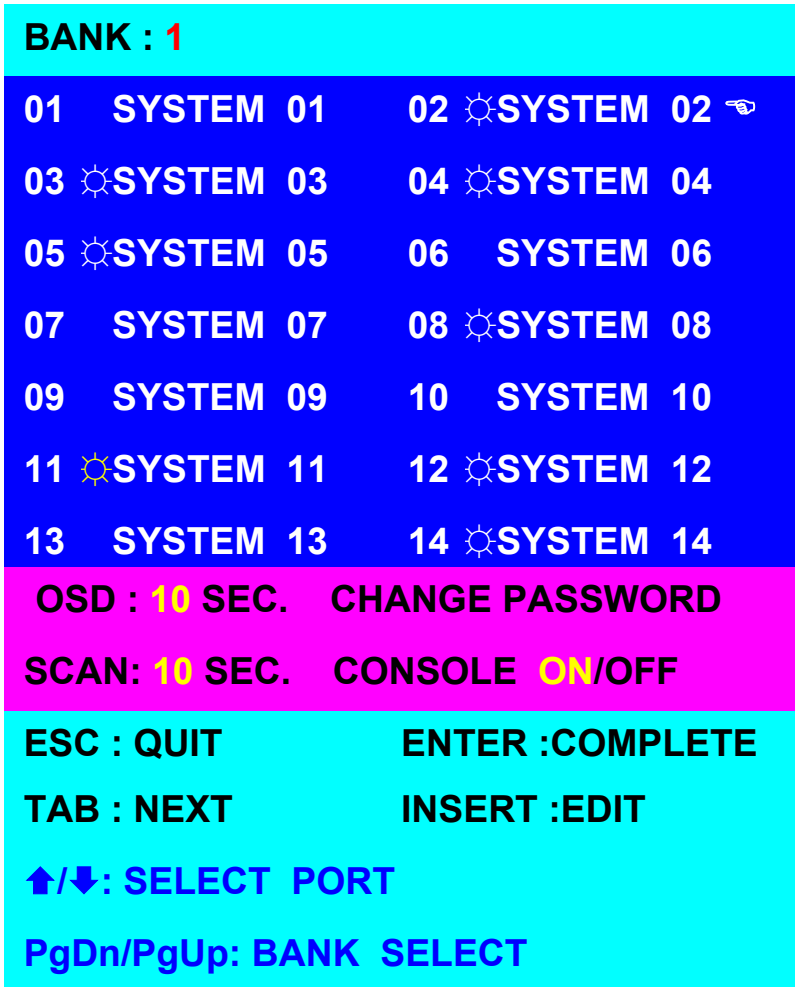 BANK : 1
01 SYSTEM 01 02 ☼SYSTEM 02 ☜
03 ☼SYSTEM 03 04 ☼SYSTEM 04
05 ☼SYSTEM 05 06 SYSTEM 06
07 SYSTEM 07 08 ☼SYSTEM 08
09 SYSTEM 09 10 SYSTEM 10
11 ☼SYSTEM 11 12 ☼SYSTEM 12
13 SYSTEM 13 14 ☼SYSTEM 14
OSD : 10 SEC. CHANGE PASSWORD
SCAN: 10 SEC. CONSOLE ON/OFF
ESC : QUIT ENTER :COMPLETE
TAB : NEXT INSERT :EDIT
⬆/⬇: SELECT PORT
PgDn/PgUp: BANK SELECT